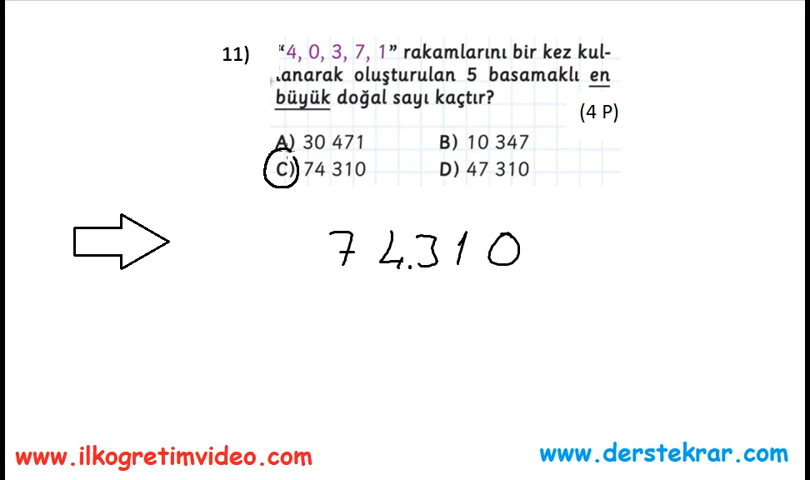 11) “4, 0, 3, 7, 1” rakamlarını bir kez kul-
lanarak oluşturulan 5 basamaklı en
büyük doğal sayı kaçtır?
(4 P)
A) 30 471 B) 10 347
C) 74 310 D) 47 310
74.310
www.ilkogretimvideo.com www.derstekrar.com